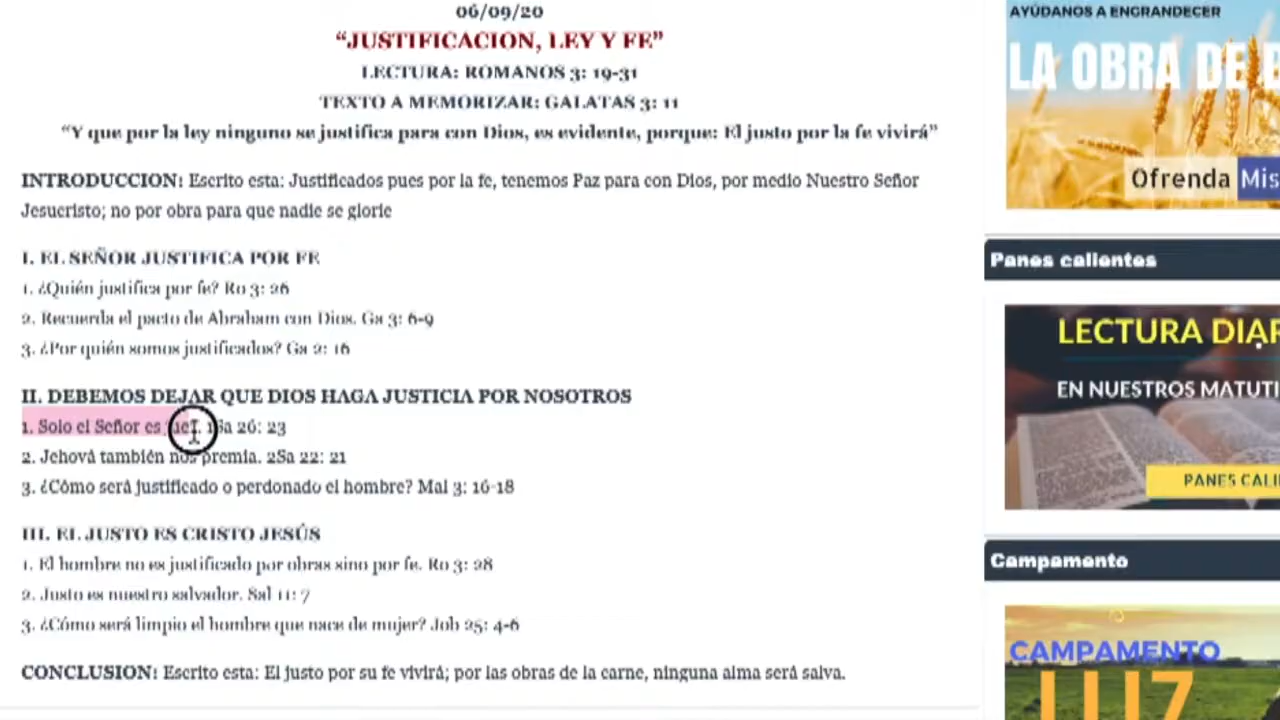 06/09/20
“JUSTIFICACION, LEY Y FE”
LECTURA: ROMANOS 3: 19-31
TEXTO A MEMORIZAR: GALATAS 3: 11
“Y que por la ley ninguno se justifica para con Dios, es evidente, porque: El justo por la fe vivirá”
INTRODUCCION: Escrito esta: Justificados pues por la fe, tenemos Paz para con Dios, por medio Nuestro Señor
Jesucristo; no por obra para que nadie se glorie
I. EL SEÑOR JUSTIFICA POR FE
1. ¿Quién justifica por fe? Ro 3: 26
2. Recuerda el pacto de Abraham con Dios. Ga 3: 6-9
3. ¿Por quién somos justificados? Ga 2: 16
II. DEBEMOS DEJAR QUE DIOS HAGA JUSTICIA POR NOSOTROS
1. Solo el Señor es juez. 1Sa 26: 23
2. Jehová también nos premia. 2Sa 22: 21
3. ¿Cómo será justificado o perdonado el hombre? Mal 3: 16-18
III. EL JUSTO ES CRISTO JESÚS
1. El hombre no es justificado por obras sino por fe. Ro 3: 28
2. Justo es nuestro salvador. Sal 11: 7
3. ¿Cómo será limpio el hombre que nace de mujer? Job 25: 4-6
CONCLUSION: Escrito esta: El justo por su fe vivirá; por las obras de la carne, ninguna alma será salva.
AYÚDANOS A ENGRANDECER
LA OBRA DE
Ofrenda Mis
Panes calientes
LECTURA DIAR
EN NUESTROS MATUTI
PANES CALI
Campamento
CAMPAMENTO
LUZ